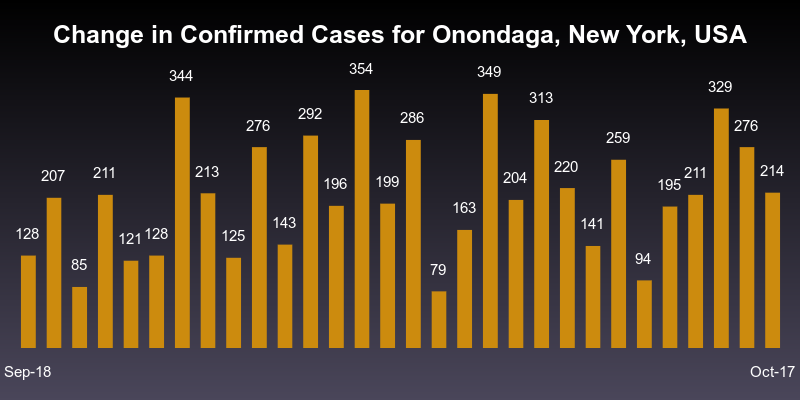 Change in Confirmed Cases for Onondaga, New York, USA
128 207 85 211 121 128 344 213 125 276 143 292 196 354 199 286 79 163 349 204 313 220 141 259 94 195 211 329 276 214
Sep-18 Oct-17